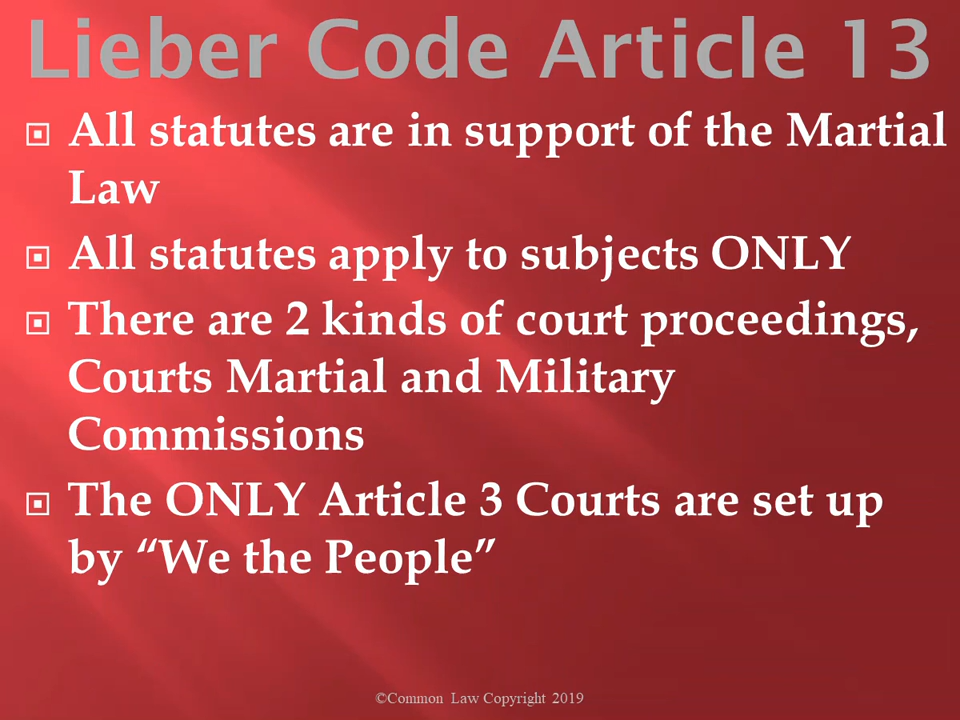 Lieber Code Article 13
All statutes are in support of the Martial
Law
All statutes apply to subjects ONLY
There are 2 kinds of court proceedings,
Courts Martial and Military
Commissions
The ONLY Article 3 Courts are set up
by “We the People”
©Common Law Copyright 2019